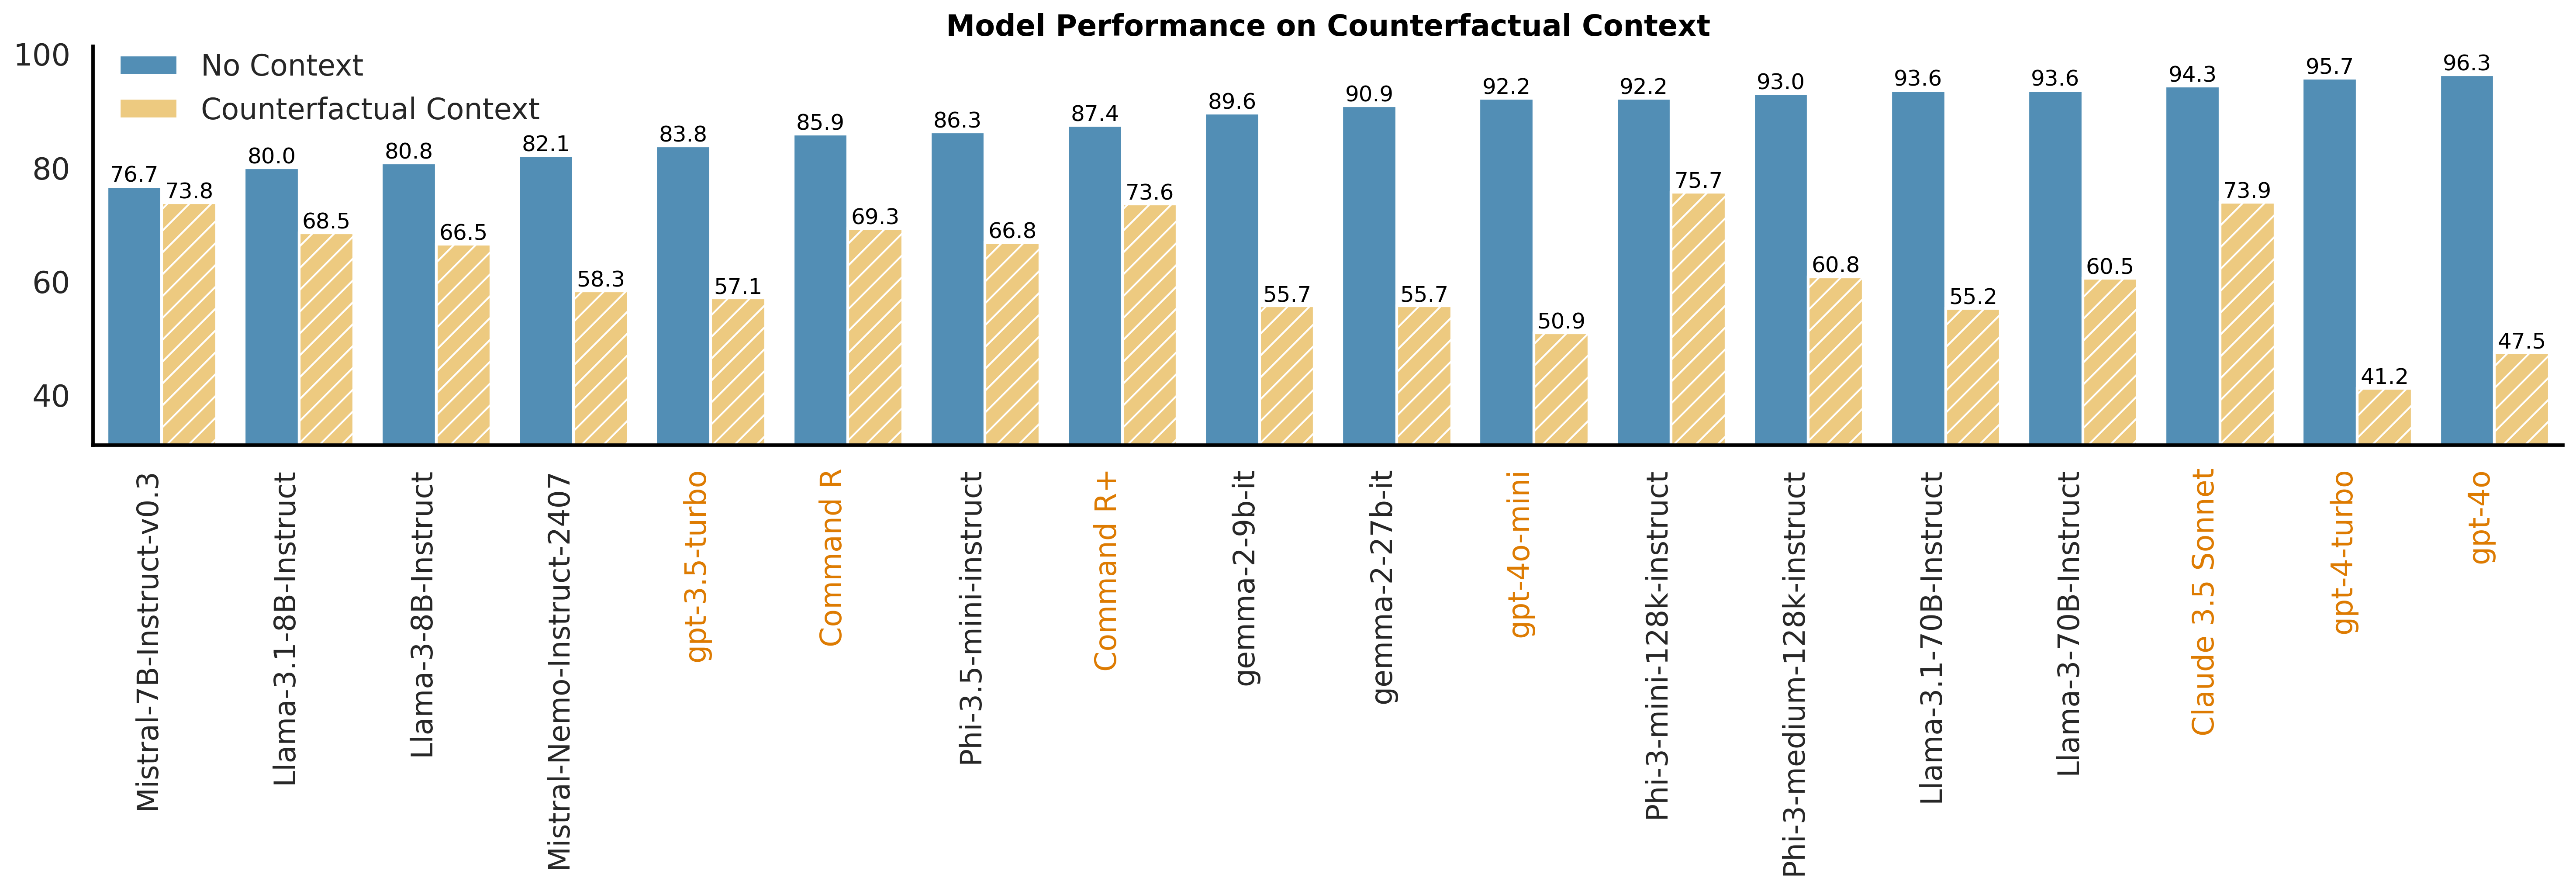 Model Performance on Counterfactual Context
No Context
Counterfactual Context
100
80
60
40
76.7
73.8
80.0
68.5
80.8
66.5
82.1
58.3
83.8
57.1
85.9
69.3
86.3
66.8
87.4
73.6
89.6
55.7
90.9
55.7
92.2
50.9
92.2
75.7
93.0
60.8
93.6
55.2
93.6
60.5
94.3
73.9
95.7
41.2
96.3
47.5
Mistral-7B-Instruct-v0.3
Llama-3.1-8B-Instruct
Llama-3-8B-Instruct
Mistral-Nemo-Instruct-2407
gpt-3.5-turbo
Command R
Phi-3.5-mini-instruct
Command R+
gemma-2-9b-it
gemma-2-27b-it
gpt-4o-mini
Phi-3-mini-128k-instruct
Phi-3-medium-128k-instruct
Llama-3.1-70B-Instruct
Llama-3-70B-Instruct
Claude 3.5 Sonnet
gpt-4-turbo
gpt-4o